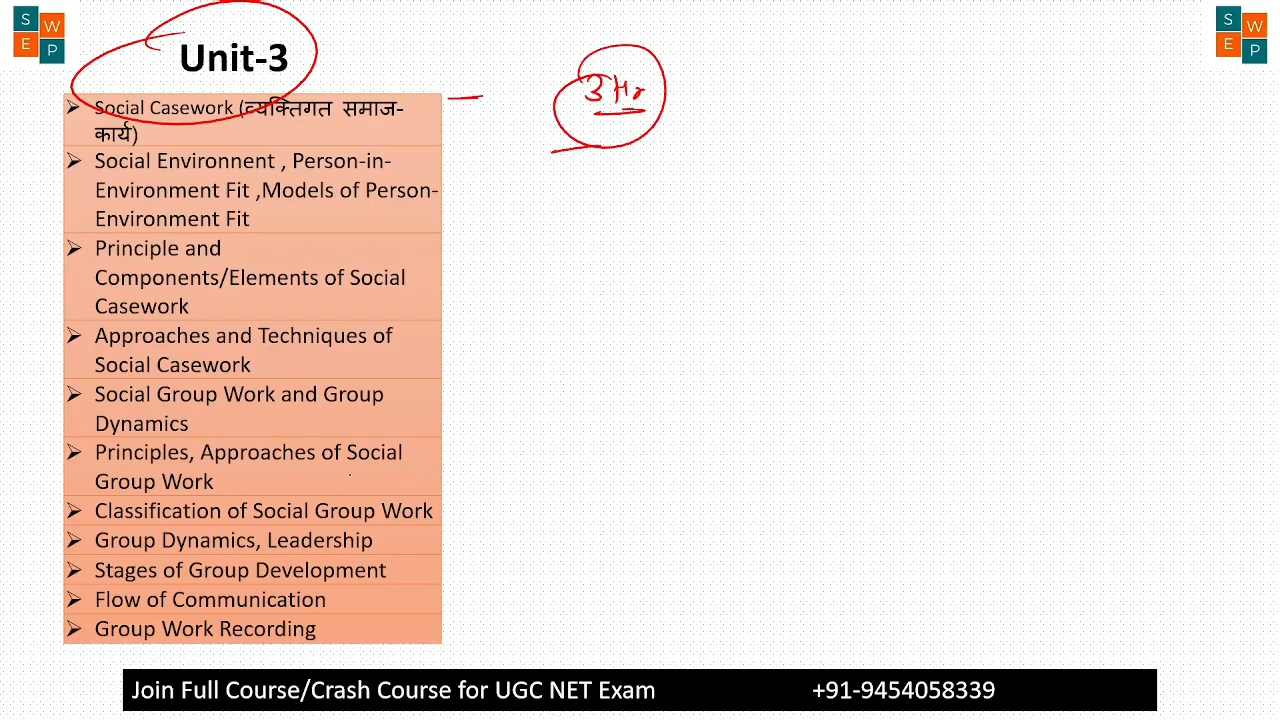 S W
E P
S W
E P
Unit-3
3 Hr
➢ Social Casework (व्यक्तिगत समाज-
कार्य)
➢ Social Environnent , Person-in-
Environment Fit ,Models of Person-
Environment Fit
➢ Principle and
Components/Elements of Social
Casework
➢ Approaches and Techniques of
Social Casework
➢ Social Group Work and Group
Dynamics
➢ Principles, Approaches of Social
Group Work
➢ Classification of Social Group Work
➢ Group Dynamics, Leadership
➢ Stages of Group Development
➢ Flow of Communication
➢ Group Work Recording
Join Full Course/Crash Course for UGC NET Exam +91-9454058339